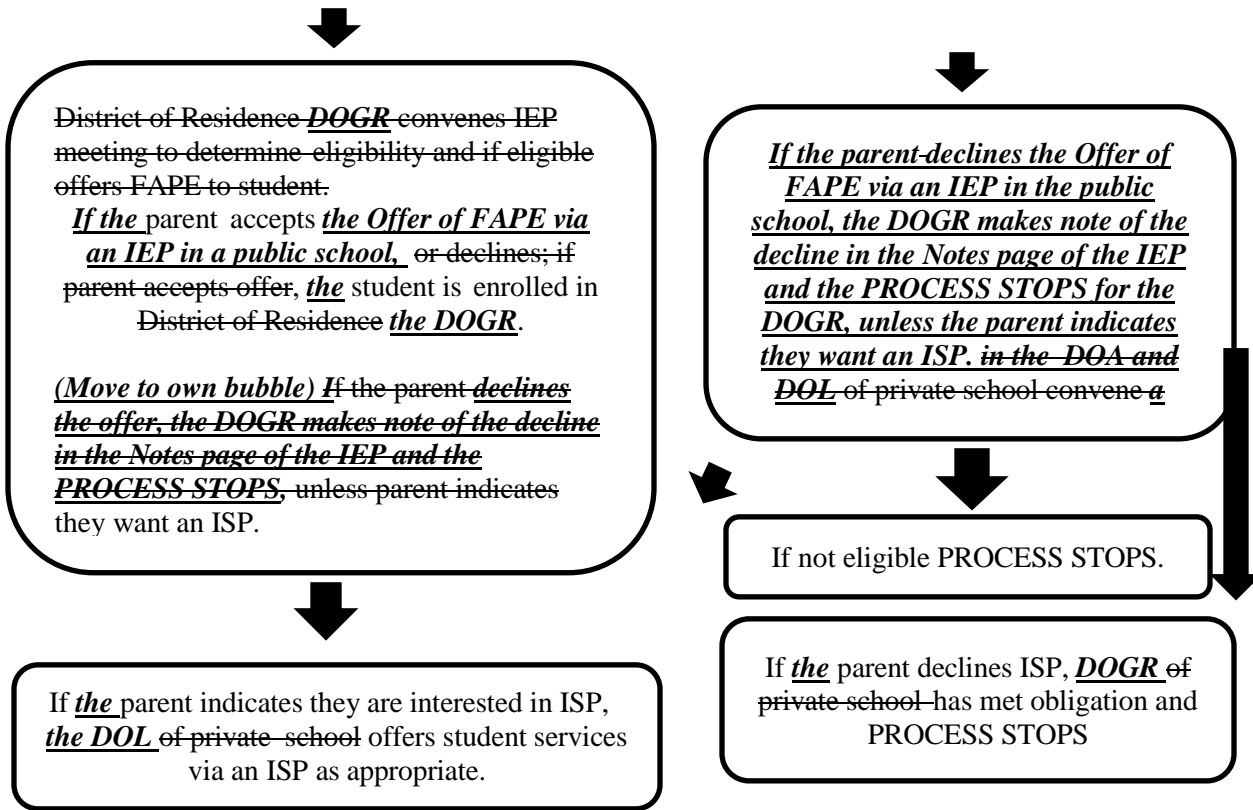 District of Residence DOGR convenes IEP
meeting to determine eligibility and if eligible
offers FAPE to student.
If the parent accepts the Offer of FAPE via
an IEP in a public school, or declines; if
parent accepts offer, the student is enrolled in
District of Residence the DOGR.
(Move to own bubble) If the parent declines
the offer, the DOGR makes note of the decline
in the Notes page of the IEP and the
PROCESS STOPS, unless parent indicates
they want an ISP.
If the parent indicates they are interested in ISP,
the DOL of private school offers student services
via an ISP as appropriate.
If the parent declines the Offer of
FAPE via an IEP in the public
school, the DOGR makes note of the
decline in the Notes page of the IEP
and the PROCESS STOPS for the
DOGR, unless the parent indicates
they want an ISP. in the DOA and
DOL of private school convene a
If not eligible PROCESS STOPS.
If the parent declines ISP, DOGR of
private school has met obligation and
PROCESS STOPS